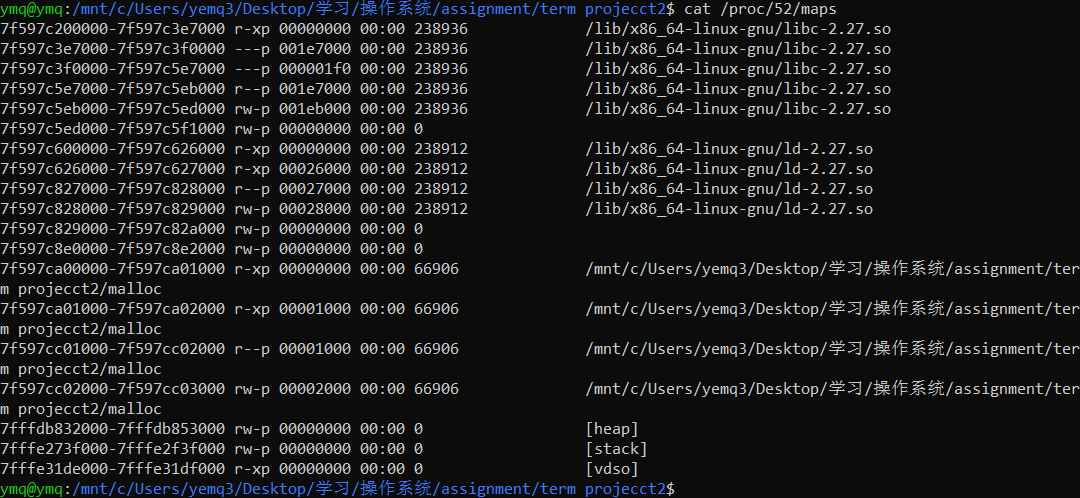 ymq@ymq:/mnt/c/Users/yemq3/Desktop/学习/操作系统/assignment/term projecct2$ cat /proc/52/maps
7f597c200000-7f597c3e7000 r-xp 00000000 00:00 238936 /lib/x86_64-linux-gnu/libc-2.27.so
7f597c3e7000-7f597c3f0000 ---p 001e7000 00:00 238936 /lib/x86_64-linux-gnu/libc-2.27.so
7f597c3f0000-7f597c5e7000 ---p 000001f0 00:00 238936 /lib/x86_64-linux-gnu/libc-2.27.so
7f597c5e7000-7f597c5eb000 r--p 001e7000 00:00 238936 /lib/x86_64-linux-gnu/libc-2.27.so
7f597c5eb000-7f597c5ed000 rw-p 001eb000 00:00 238936 /lib/x86_64-linux-gnu/libc-2.27.so
7f597c5ed000-7f597c5f1000 rw-p 00000000 00:00 0
7f597c600000-7f597c626000 r-xp 00000000 00:00 238912 /lib/x86_64-linux-gnu/ld-2.27.so
7f597c626000-7f597c627000 r-xp 00026000 00:00 238912 /lib/x86_64-linux-gnu/ld-2.27.so
7f597c827000-7f597c828000 r--p 00027000 00:00 238912 /lib/x86_64-linux-gnu/ld-2.27.so
7f597c828000-7f597c829000 rw-p 00028000 00:00 238912 /lib/x86_64-linux-gnu/ld-2.27.so
7f597c829000-7f597c82a000 rw-p 00000000 00:00 0
7f597c8e0000-7f597c8e2000 rw-p 00000000 00:00 0
7f597ca00000-7f597ca01000 r-xp 00000000 00:00 66906 /mnt/c/Users/yemq3/Desktop/学习/操作系统/assignment/ter
m projecct2/malloc
7f597ca01000-7f597ca02000 r-xp 00001000 00:00 66906 /mnt/c/Users/yemq3/Desktop/学习/操作系统/assignment/ter
m projecct2/malloc
7f597cc01000-7f597cc02000 r--p 00001000 00:00 66906 /mnt/c/Users/yemq3/Desktop/学习/操作系统/assignment/ter
m projecct2/malloc
7f597cc02000-7f597cc03000 rw-p 00002000 00:00 66906 /mnt/c/Users/yemq3/Desktop/学习/操作系统/assignment/ter
m projecct2/malloc
7fffdb832000-7fffdb853000 rw-p 00000000 00:00 0 [heap]
7fffe273f000-7fffe2f3f000 rw-p 00000000 00:00 0 [stack]
7fffe31de000-7fffe31df000 r-xp 00000000 00:00 0 [vdso]
ymq@ymq:/mnt/c/Users/yemq3/Desktop/学习/操作系统/assignment/term projecct2$